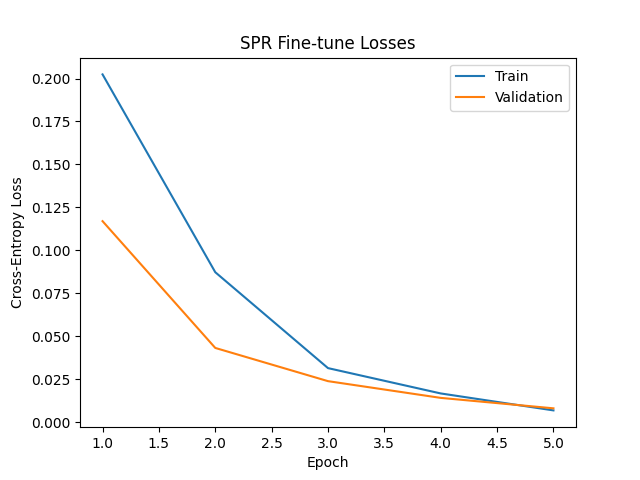 SPR Fine-tune Losses
Train
Validation
0.200
0.175
0.150
0.125
0.100
0.075
0.050
0.025
0.000
Cross-Entropy Loss
1.0 1.5 2.0 2.5 3.0 3.5 4.0 4.5 5.0
Epoch